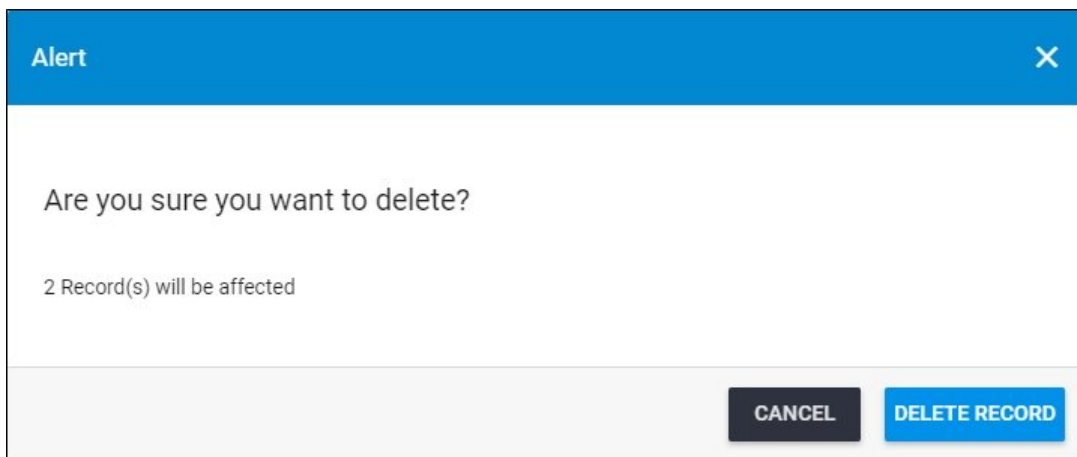 Alert
Are you sure you want to delete?
2 Record(s) will be affected
CANCEL DELETE RECORD